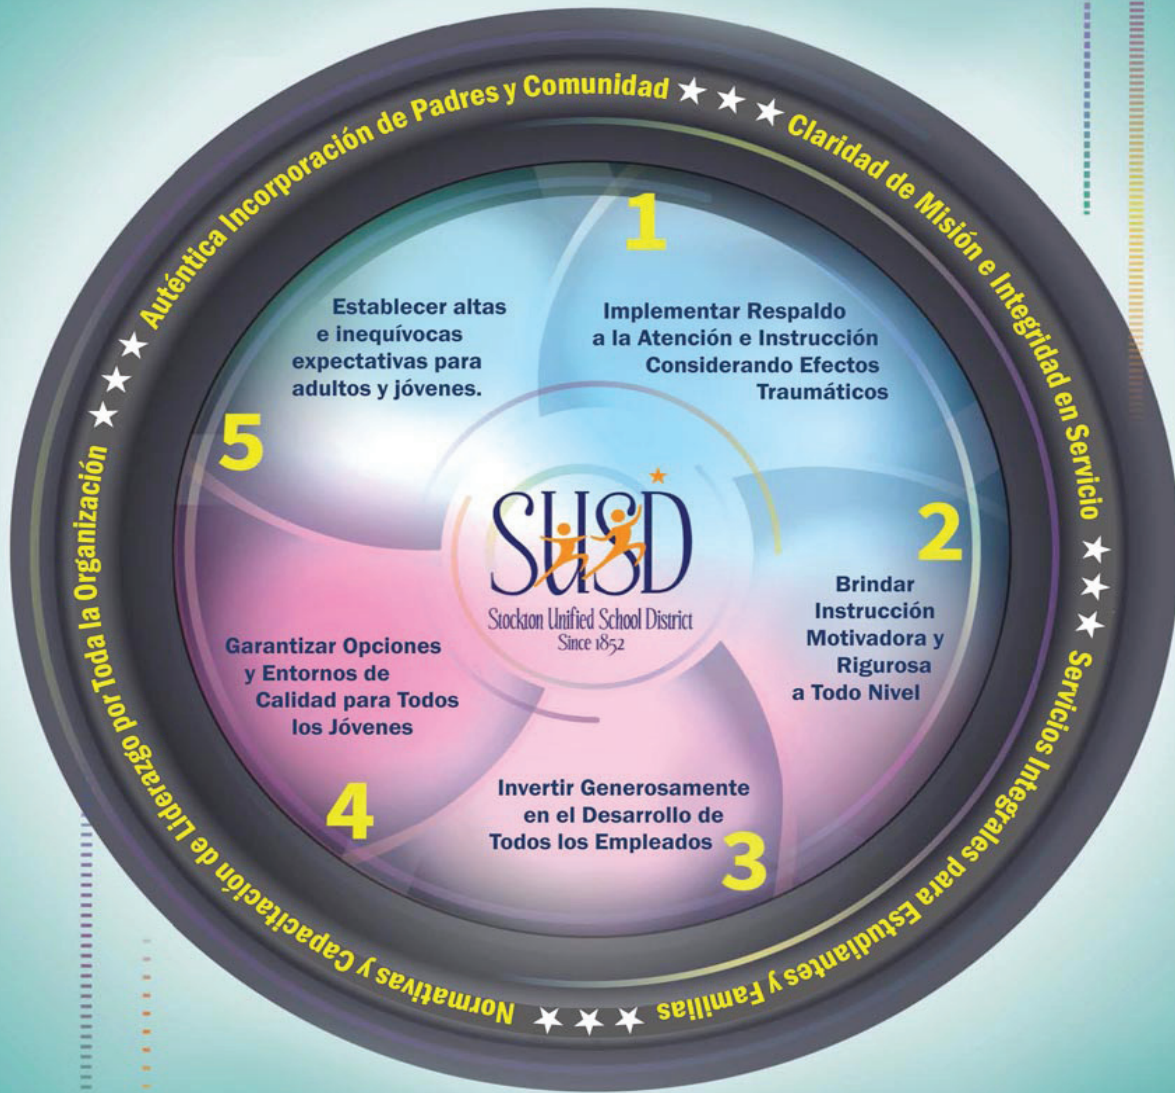 Auténtica Incorporación de Padres y Comunidad
Claridad de Misión e Integridad en Servicio
Servicios Integrales para Estudiantes y Familias
Normativas y Capacitación de Liderazgo por Toda la Organización
1
Implementar Respaldo
a la Atención e Instrucción
Considerando Efectos
Traumáticos
2
Brindar
Instrucción
Motivadora y
Rigurosa
a Todo Nivel
3
Invertir Generosamente
en el Desarrollo de
Todos los Empleados
4
Garantizar Opciones
y Entornos de
Calidad para Todos
los Jóvenes
5
Establecer altas
e inequívocas
expectativas para
adultos y jóvenes.
SUSD
Stockton Unified School District
Since 1852